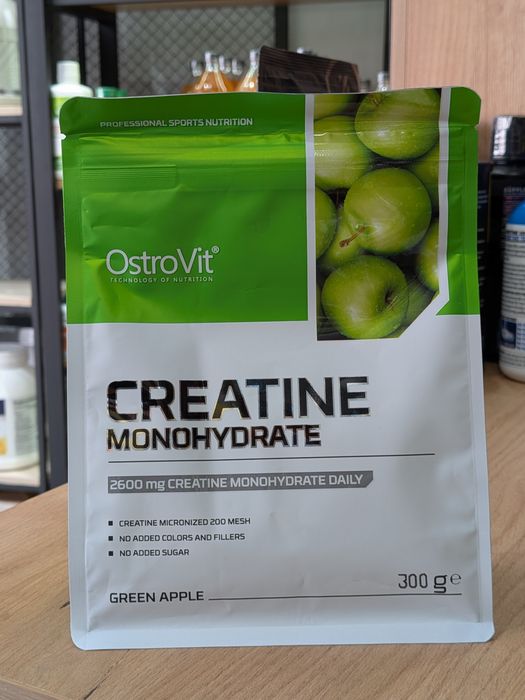 PROFESSIONAL SPORTS NUTRITION
OstroVit®
TECHNOLOGY OF NUTRITION
CREATINE
MONOHYDRATE
2600 mg CREATINE MONOHYDRATE DAILY
■ CREATINE MICRONIZED 200 MESH
■ NO ADDED COLORS AND FILLERS
■ NO ADDED SUGAR
GREEN APPLE
300 g ℮